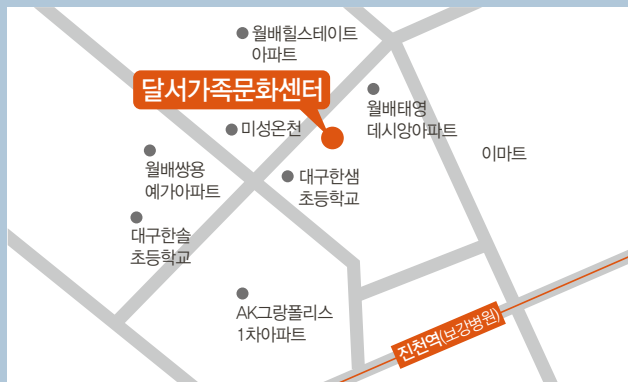 월배힐스테이트
아파트
달서가족문화센터
월배태영
데시앙아파트
미성온천
이마트
월배쌍용
예가아파트
대구한샘
초등학교
대구한솔
초등학교
AK그랑폴리스
1차아파트
진천역(보강병원)